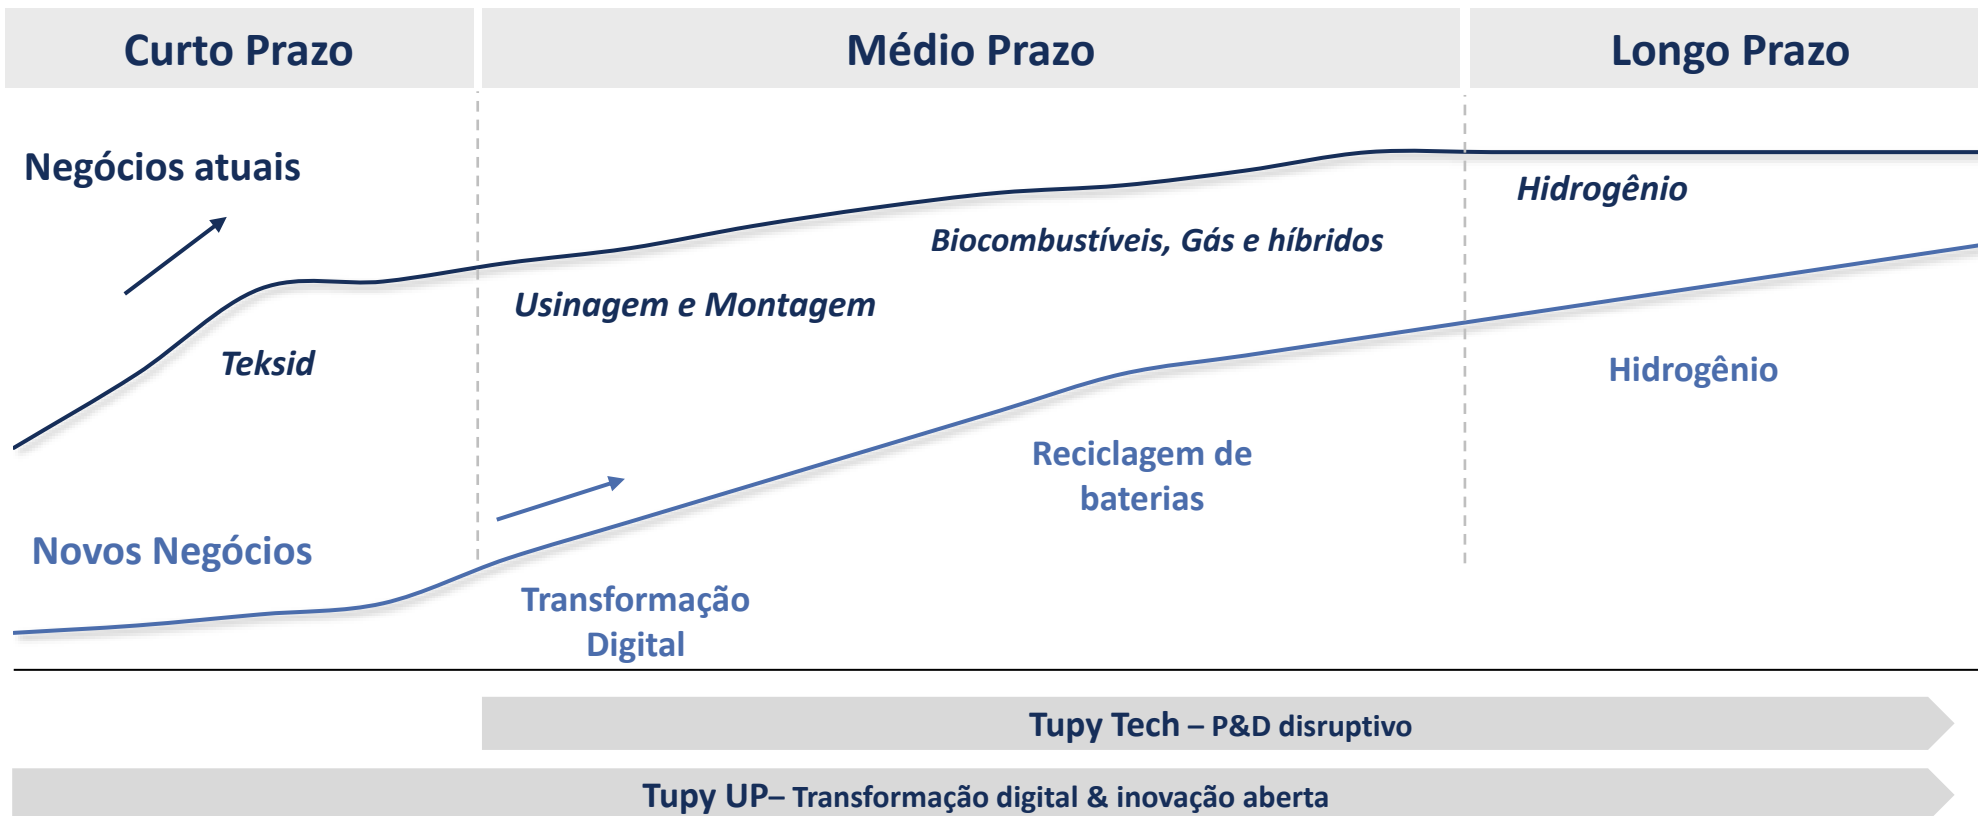 Curto Prazo
Médio Prazo
Longo Prazo
Negócios atuais
Hidrogênio
Biocombustíveis, Gás e híbridos
Usinagem e Montagem
Teksid
Hidrogênio
Reciclagem de
baterias
Novos Negócios
Transformação
Digital
Tupy Tech – P&D disruptivo
Tupy UP– Transformação digital & inovação aberta